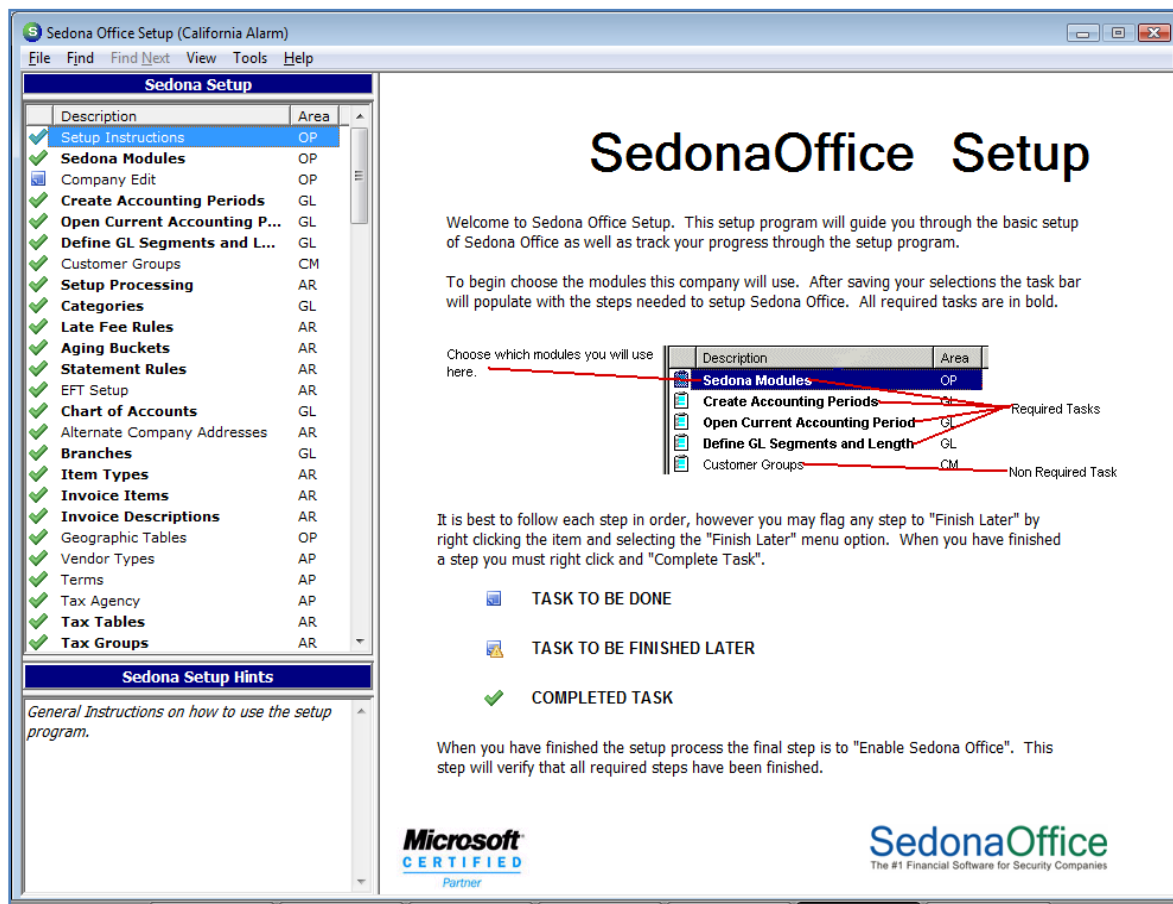 Sedona Office Setup (California Alarm)
File Find Find Next View Tools Help
Sedona Setup
Description Area
Setup Instructions OP
Sedona Modules OP
Company Edit OP
Create Accounting Periods GL
Open Current Accounting P... GL
Define GL Segments and L... GL
Customer Groups CM
Setup Processing AR
Categories GL
Late Fee Rules AR
Aging Buckets AR
Statement Rules AR
EFT Setup AR
Chart of Accounts GL
Alternate Company Addresses AR
Branches GL
Item Types AR
Invoice Items AR
Invoice Descriptions AR
Geographic Tables OP
Vendor Types AP
Terms AP
Tax Agency AP
Tax Tables AR
Tax Groups AR
Sedona Setup Hints
General Instructions on how to use the setup
program.
SedonaOffice Setup
Welcome to Sedona Office Setup. This setup program will guide you through the basic setup
of Sedona Office as well as track your progress through the setup program.
To begin choose the modules this company will use. After saving your selections the task bar
will populate with the steps needed to setup Sedona Office. All required tasks are in bold.
Choose which modules you will use
here.
Description Area
Sedona Modules OP
Create Accounting Periods GL
Open Current Accounting Period GL
Define GL Segments and Length GL
Customer Groups CM
Required Tasks
Non Required Task
It is best to follow each step in order, however you may flag any step to "Finish Later" by
right clicking the item and selecting the "Finish Later" menu option. When you have finished
a step you must right click and "Complete Task".
TASK TO BE DONE
TASK TO BE FINISHED LATER
COMPLETED TASK
When you have finished the setup process the final step is to "Enable Sedona Office". This
step will verify that all required steps have been finished.
Microsoft
CERTIFIED
Partner
SedonaOffice
The #1 Financial Software for Security Companies